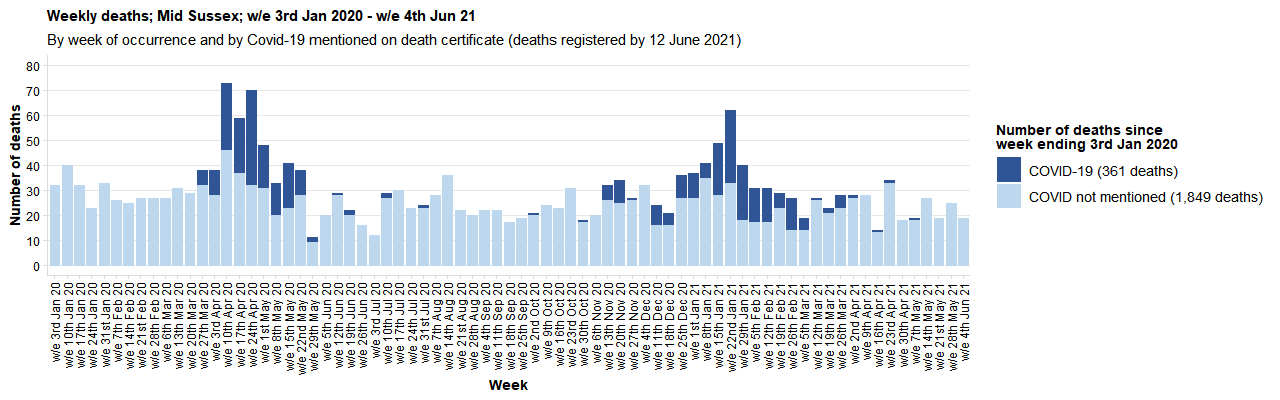 Weekly deaths; Mid Sussex; w/e 3rd Jan 2020 - w/e 4th Jun 21
By week of occurrence and by Covid-19 mentioned on death certificate (deaths registered by 12 June 2021)
Number of deaths
80
70
60
50
40
30
20
10
0
w/e 3rd Jan 20
w/e 10th Jan 20
w/e 17th Jan 20
w/e 24th Jan 20
w/e 31st Jan 20
w/e 7th Feb 20
w/e 14th Feb 20
w/e 21st Feb 20
w/e 28th Feb 20
w/e 6th Mar 20
w/e 13th Mar 20
w/e 20th Mar 20
w/e 27th Mar 20
w/e 3rd Apr 20
w/e 10th Apr 20
w/e 17th Apr 20
w/e 24th Apr 20
w/e 1st May 20
w/e 8th May 20
w/e 15th May 20
w/e 22nd May 20
w/e 29th May 20
w/e 5th Jun 20
w/e 12th Jun 20
w/e 19th Jun 20
w/e 26th Jun 20
w/e 3rd Jul 20
w/e 10th Jul 20
w/e 17th Jul 20
w/e 24th Jul 20
w/e 31st Jul 20
w/e 7th Aug 20
w/e 14th Aug 20
w/e 21st Aug 20
w/e 28th Aug 20
w/e 4th Sep 20
w/e 11th Sep 20
w/e 18th Sep 20
w/e 25th Sep 20
w/e 2nd Oct 20
w/e 9th Oct 20
w/e 16th Oct 20
w/e 23rd Oct 20
w/e 30th Oct 20
w/e 6th Nov 20
w/e 13th Nov 20
w/e 20th Nov 20
w/e 27th Nov 20
w/e 4th Dec 20
w/e 11th Dec 20
w/e 18th Dec 20
w/e 25th Dec 20
w/e 1st Jan 21
w/e 8th Jan 21
w/e 15th Jan 21
w/e 22nd Jan 21
w/e 29th Jan 21
w/e 5th Feb 21
w/e 12th Feb 21
w/e 19th Feb 21
w/e 26th Feb 21
w/e 5th Mar 21
w/e 12th Mar 21
w/e 19th Mar 21
w/e 26th Mar 21
w/e 2nd Apr 21
w/e 9th Apr 21
w/e 16th Apr 21
w/e 23rd Apr 21
w/e 30th Apr 21
w/e 7th May 21
w/e 14th May 21
w/e 21st May 21
w/e 28th May 21
w/e 4th Jun 21
Week
Number of deaths since
week ending 3rd Jan 2020
COVID-19 (361 deaths)
COVID not mentioned (1,849 deaths)